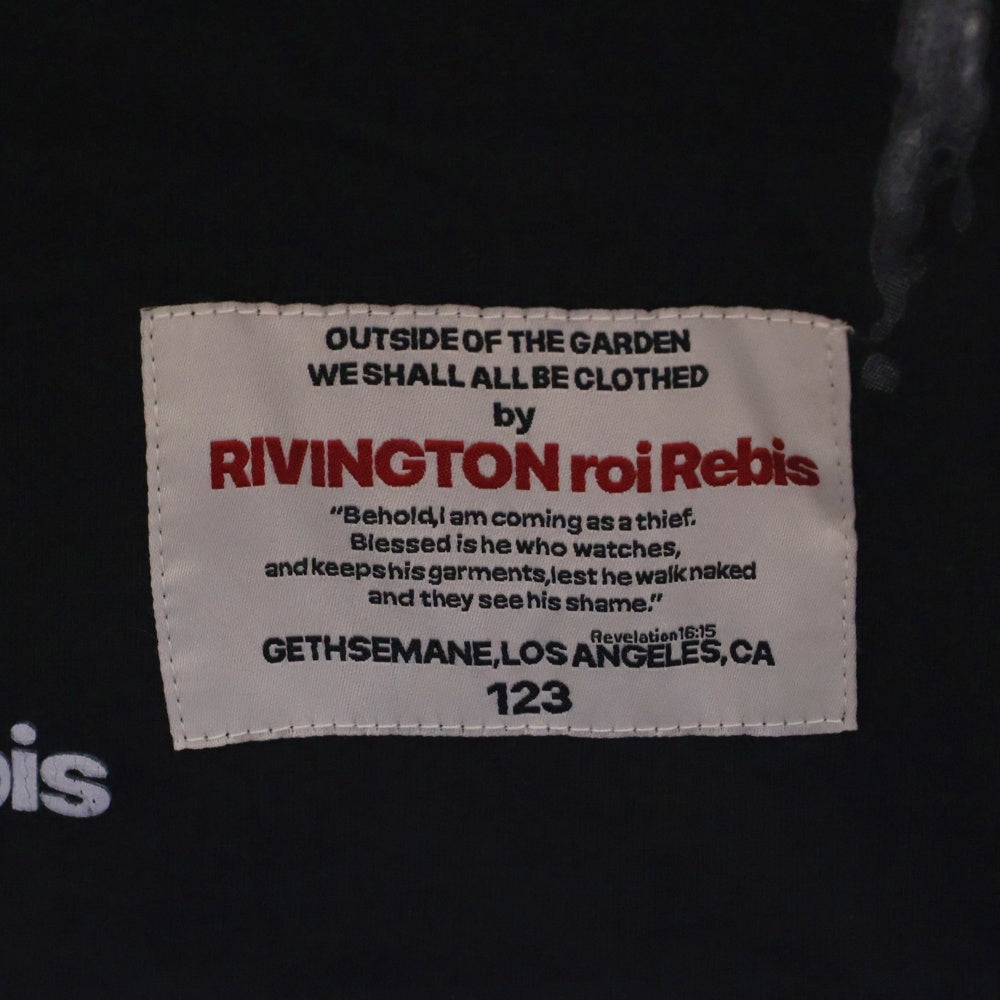 OUTSIDE OF THE GARDEN
WE SHALL ALL BE CLOTHED
by
RIVINGTON roi Rebis
“Behold, I am coming as a thief.
Blessed is he who watches,
and keeps his garments, lest he walk naked
and they see his shame.”
Revelation 16:15
GETHSEMANE, LOS ANGELES, CA
123
bis